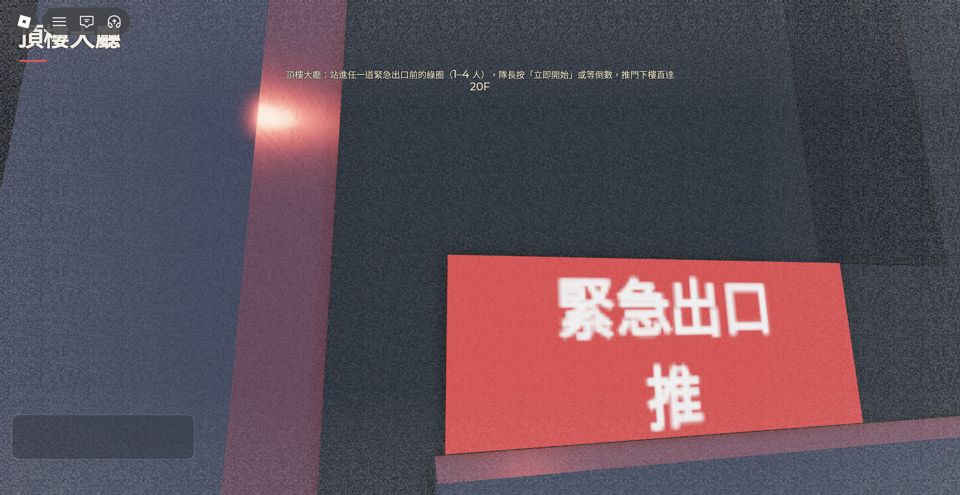 頂樓大廳
頂樓大廳：站進任一道緊急出口前的綠圈（1–4 人），隊長按「立即開始」或等倒數，推門下樓直達
20F
緊急出口
推